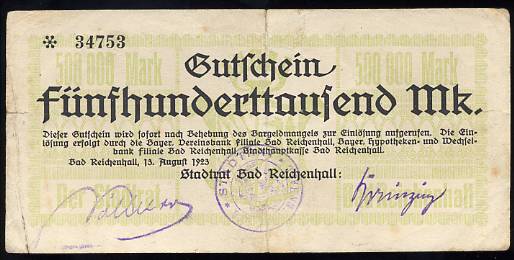 * 34753
500 000 Mark
500 000 Mark
Gutschein
Fünfhunderttausend Mk.
Dieser Gutschein wird sofort nach Behebung des Bargeldmangels zur Einlösung aufgerufen. Die Ein-
lösung erfolgt durch die Bayer. Vereinsbank Filiale Bad Reichenhall, Bayer. Hypotheken- und Wechsel-
bank Filiale Bad Reichenhall, Stadthauptkasse Bad Reichenhall.
Bad Reichenhall, 13. August 1923
Stadtrat Bad Reichenhall:
Der Stadtrat